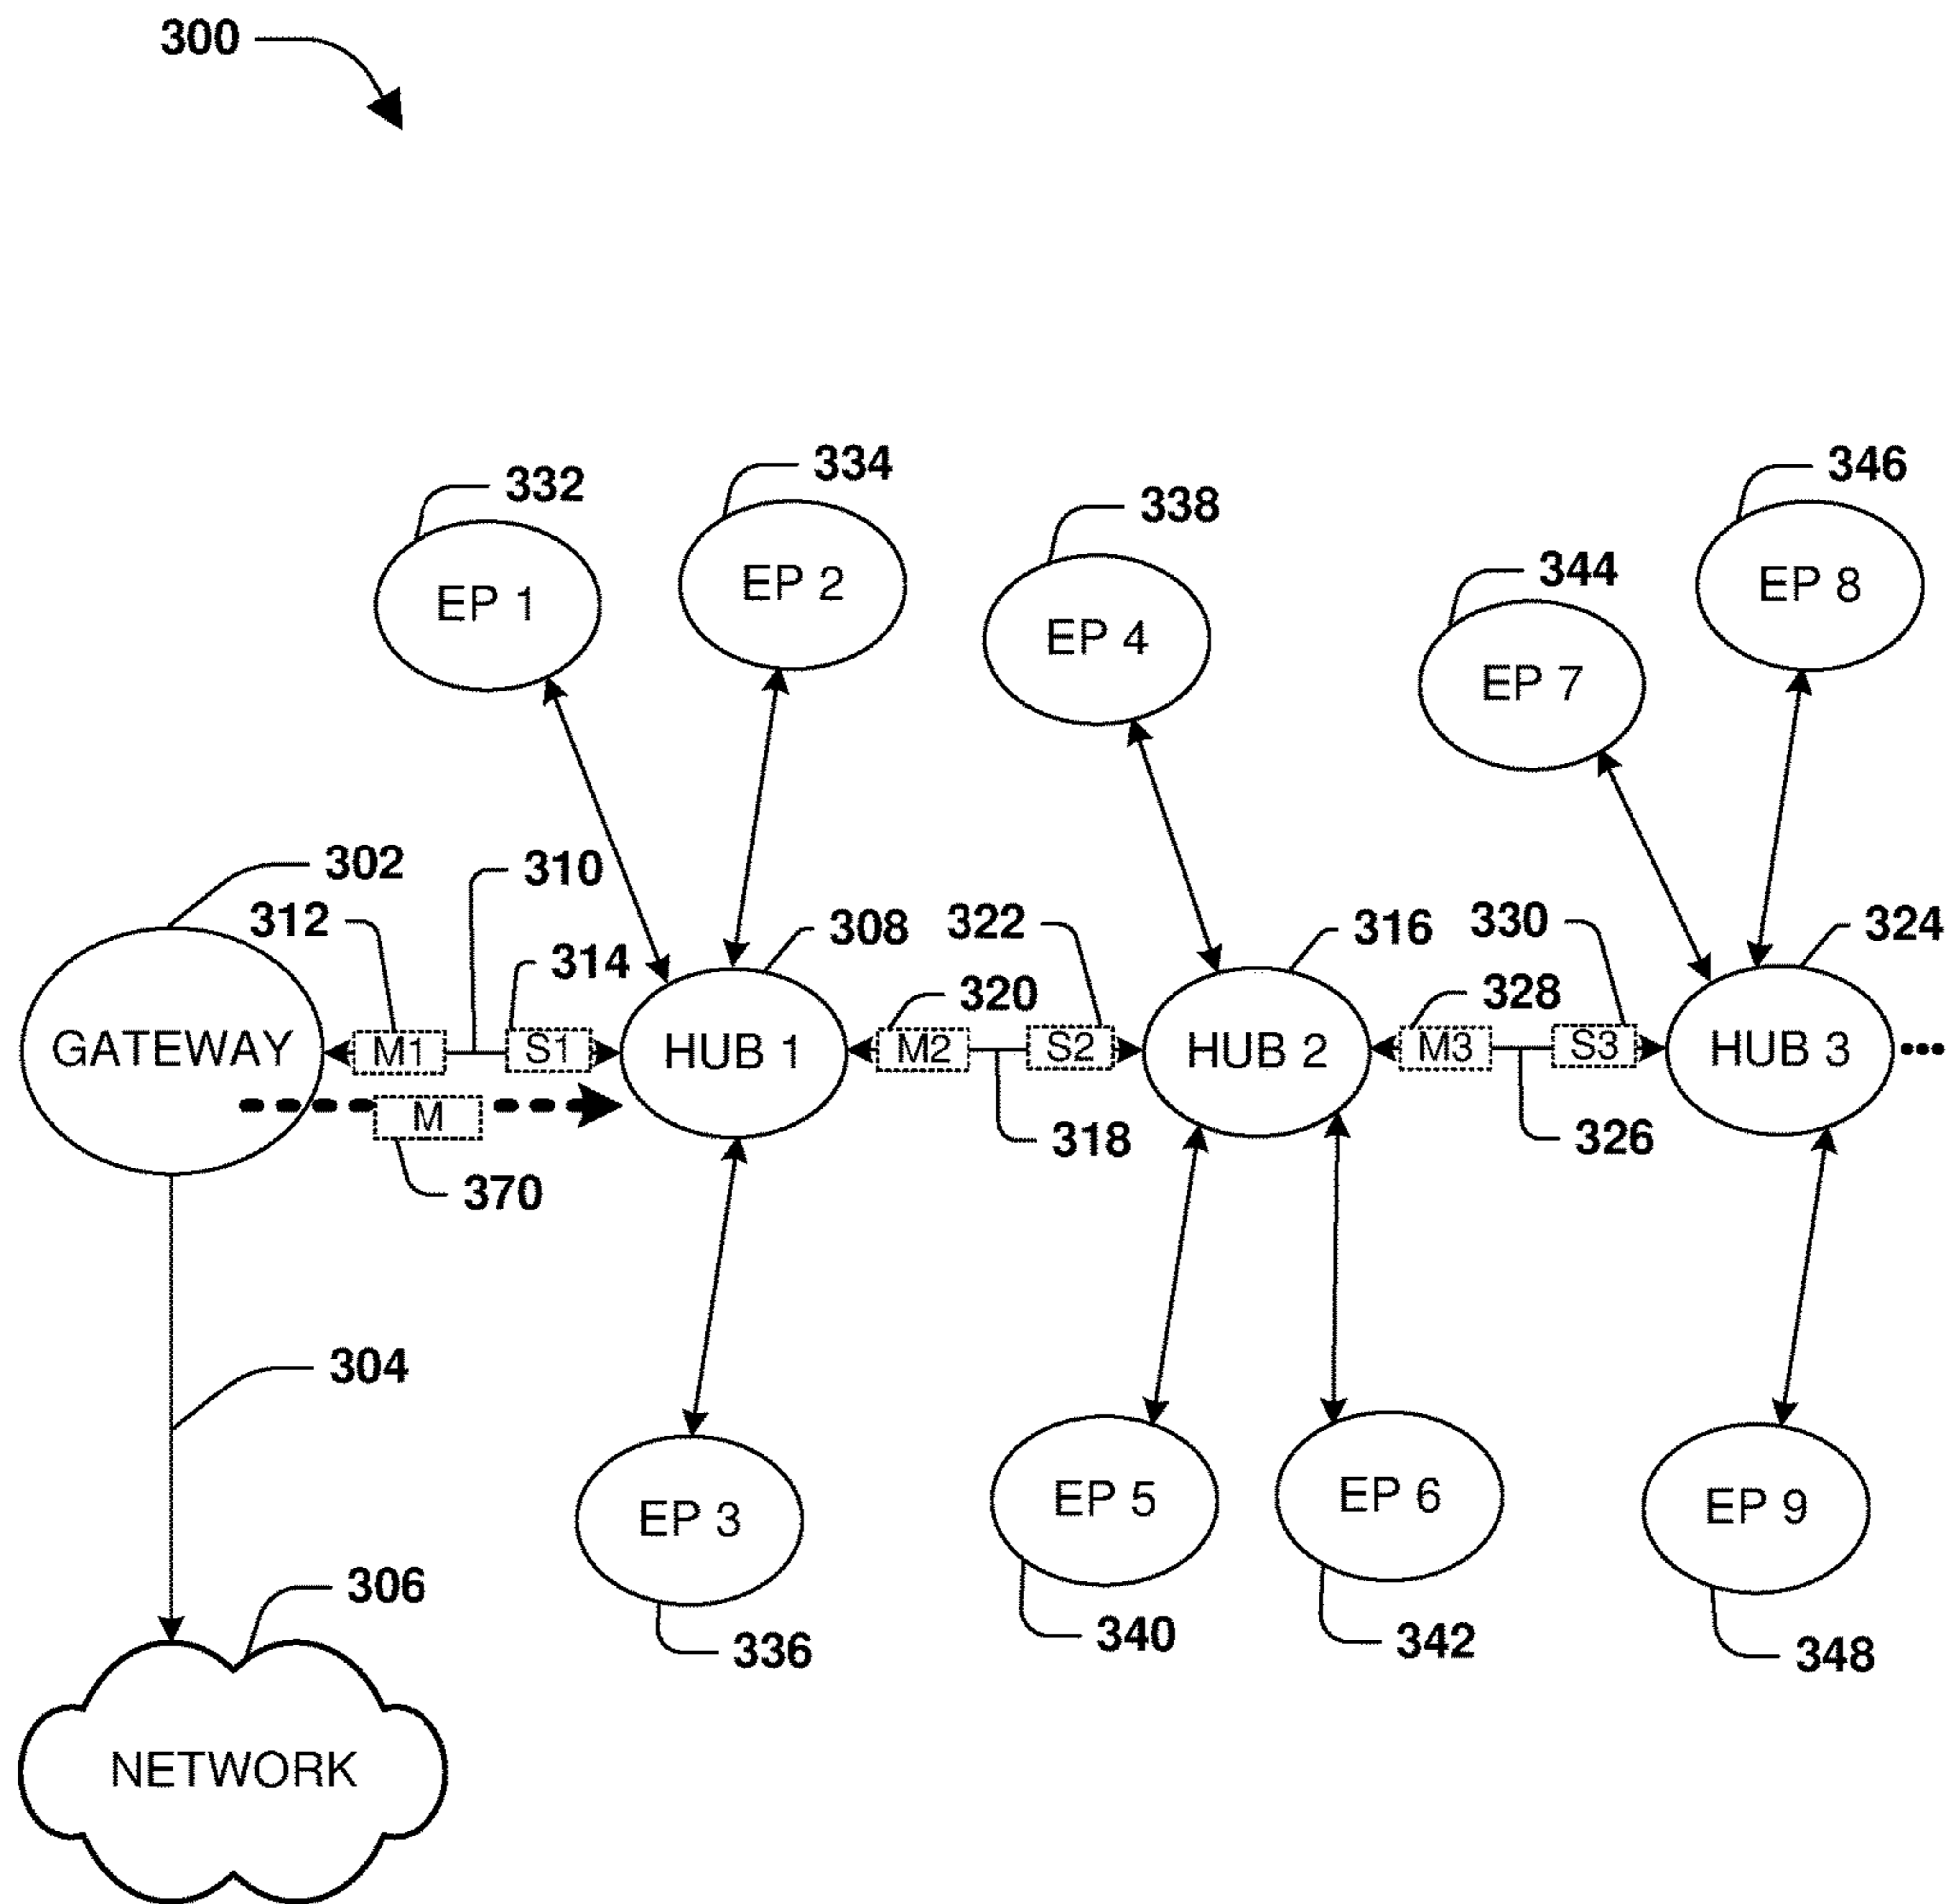 300
332
334
338
346
344
EP 1
EP 2
EP 4
EP 7
EP 8
302
312
310
314
308
322
320
316
330
328
324
GATEWAY
M1
S1
HUB 1
M2
S2
HUB 2
M3
S3
HUB 3
•••
M
370
318
326
304
EP 3
EP 5
EP 6
EP 9
306
336
340
342
348
NETWORK